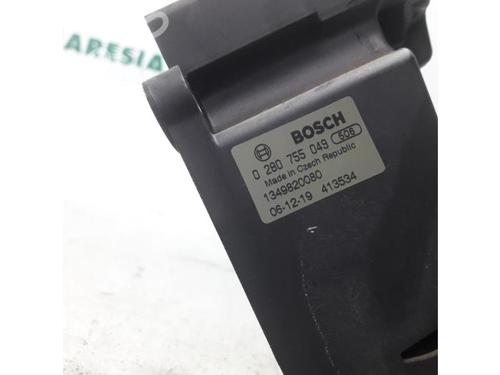 ARESIA
BOSCH
0 280 755 049 506
Made in Czech Republic
1349820080
06-12-19 413534